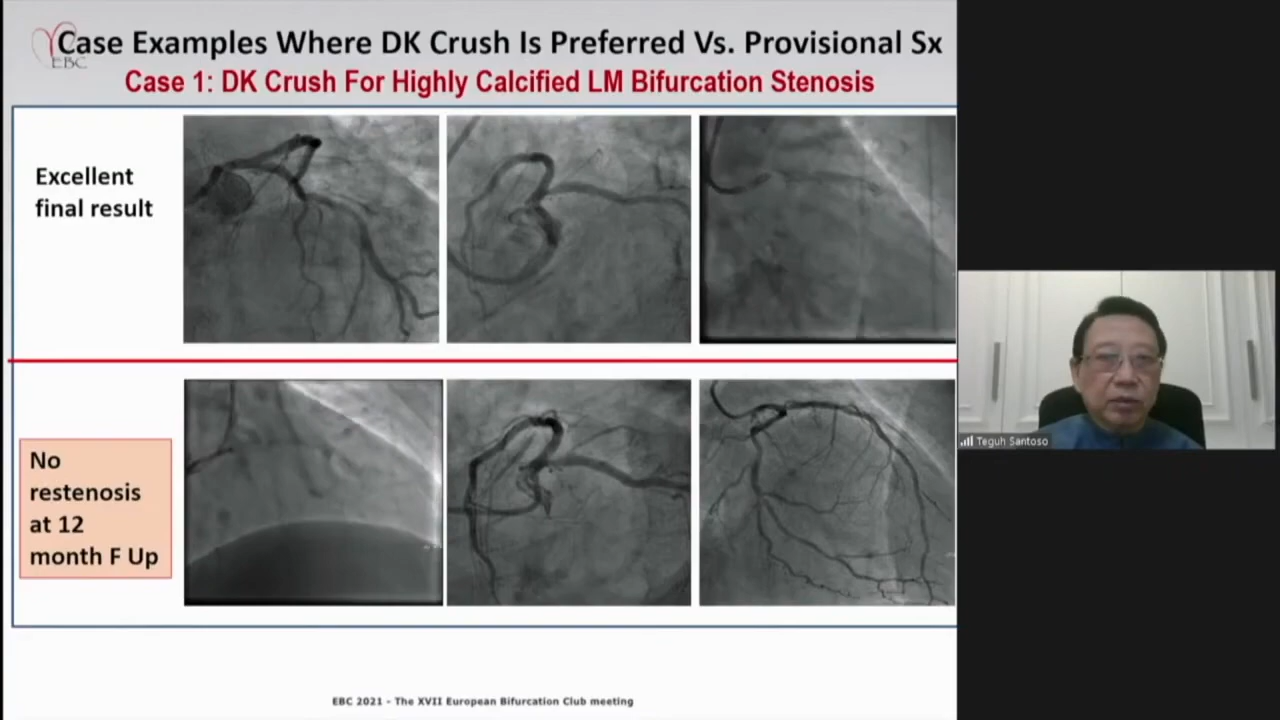 EBC
Case Examples Where DK Crush Is Preferred Vs. Provisional Sx
Case 1: DK Crush For Highly Calcified LM Bifurcation Stenosis
Excellent
final result
No
restenosis
at 12
month F Up
Teguh Santoso
EBC 2021 - The XVII European Bifurcation Club meeting